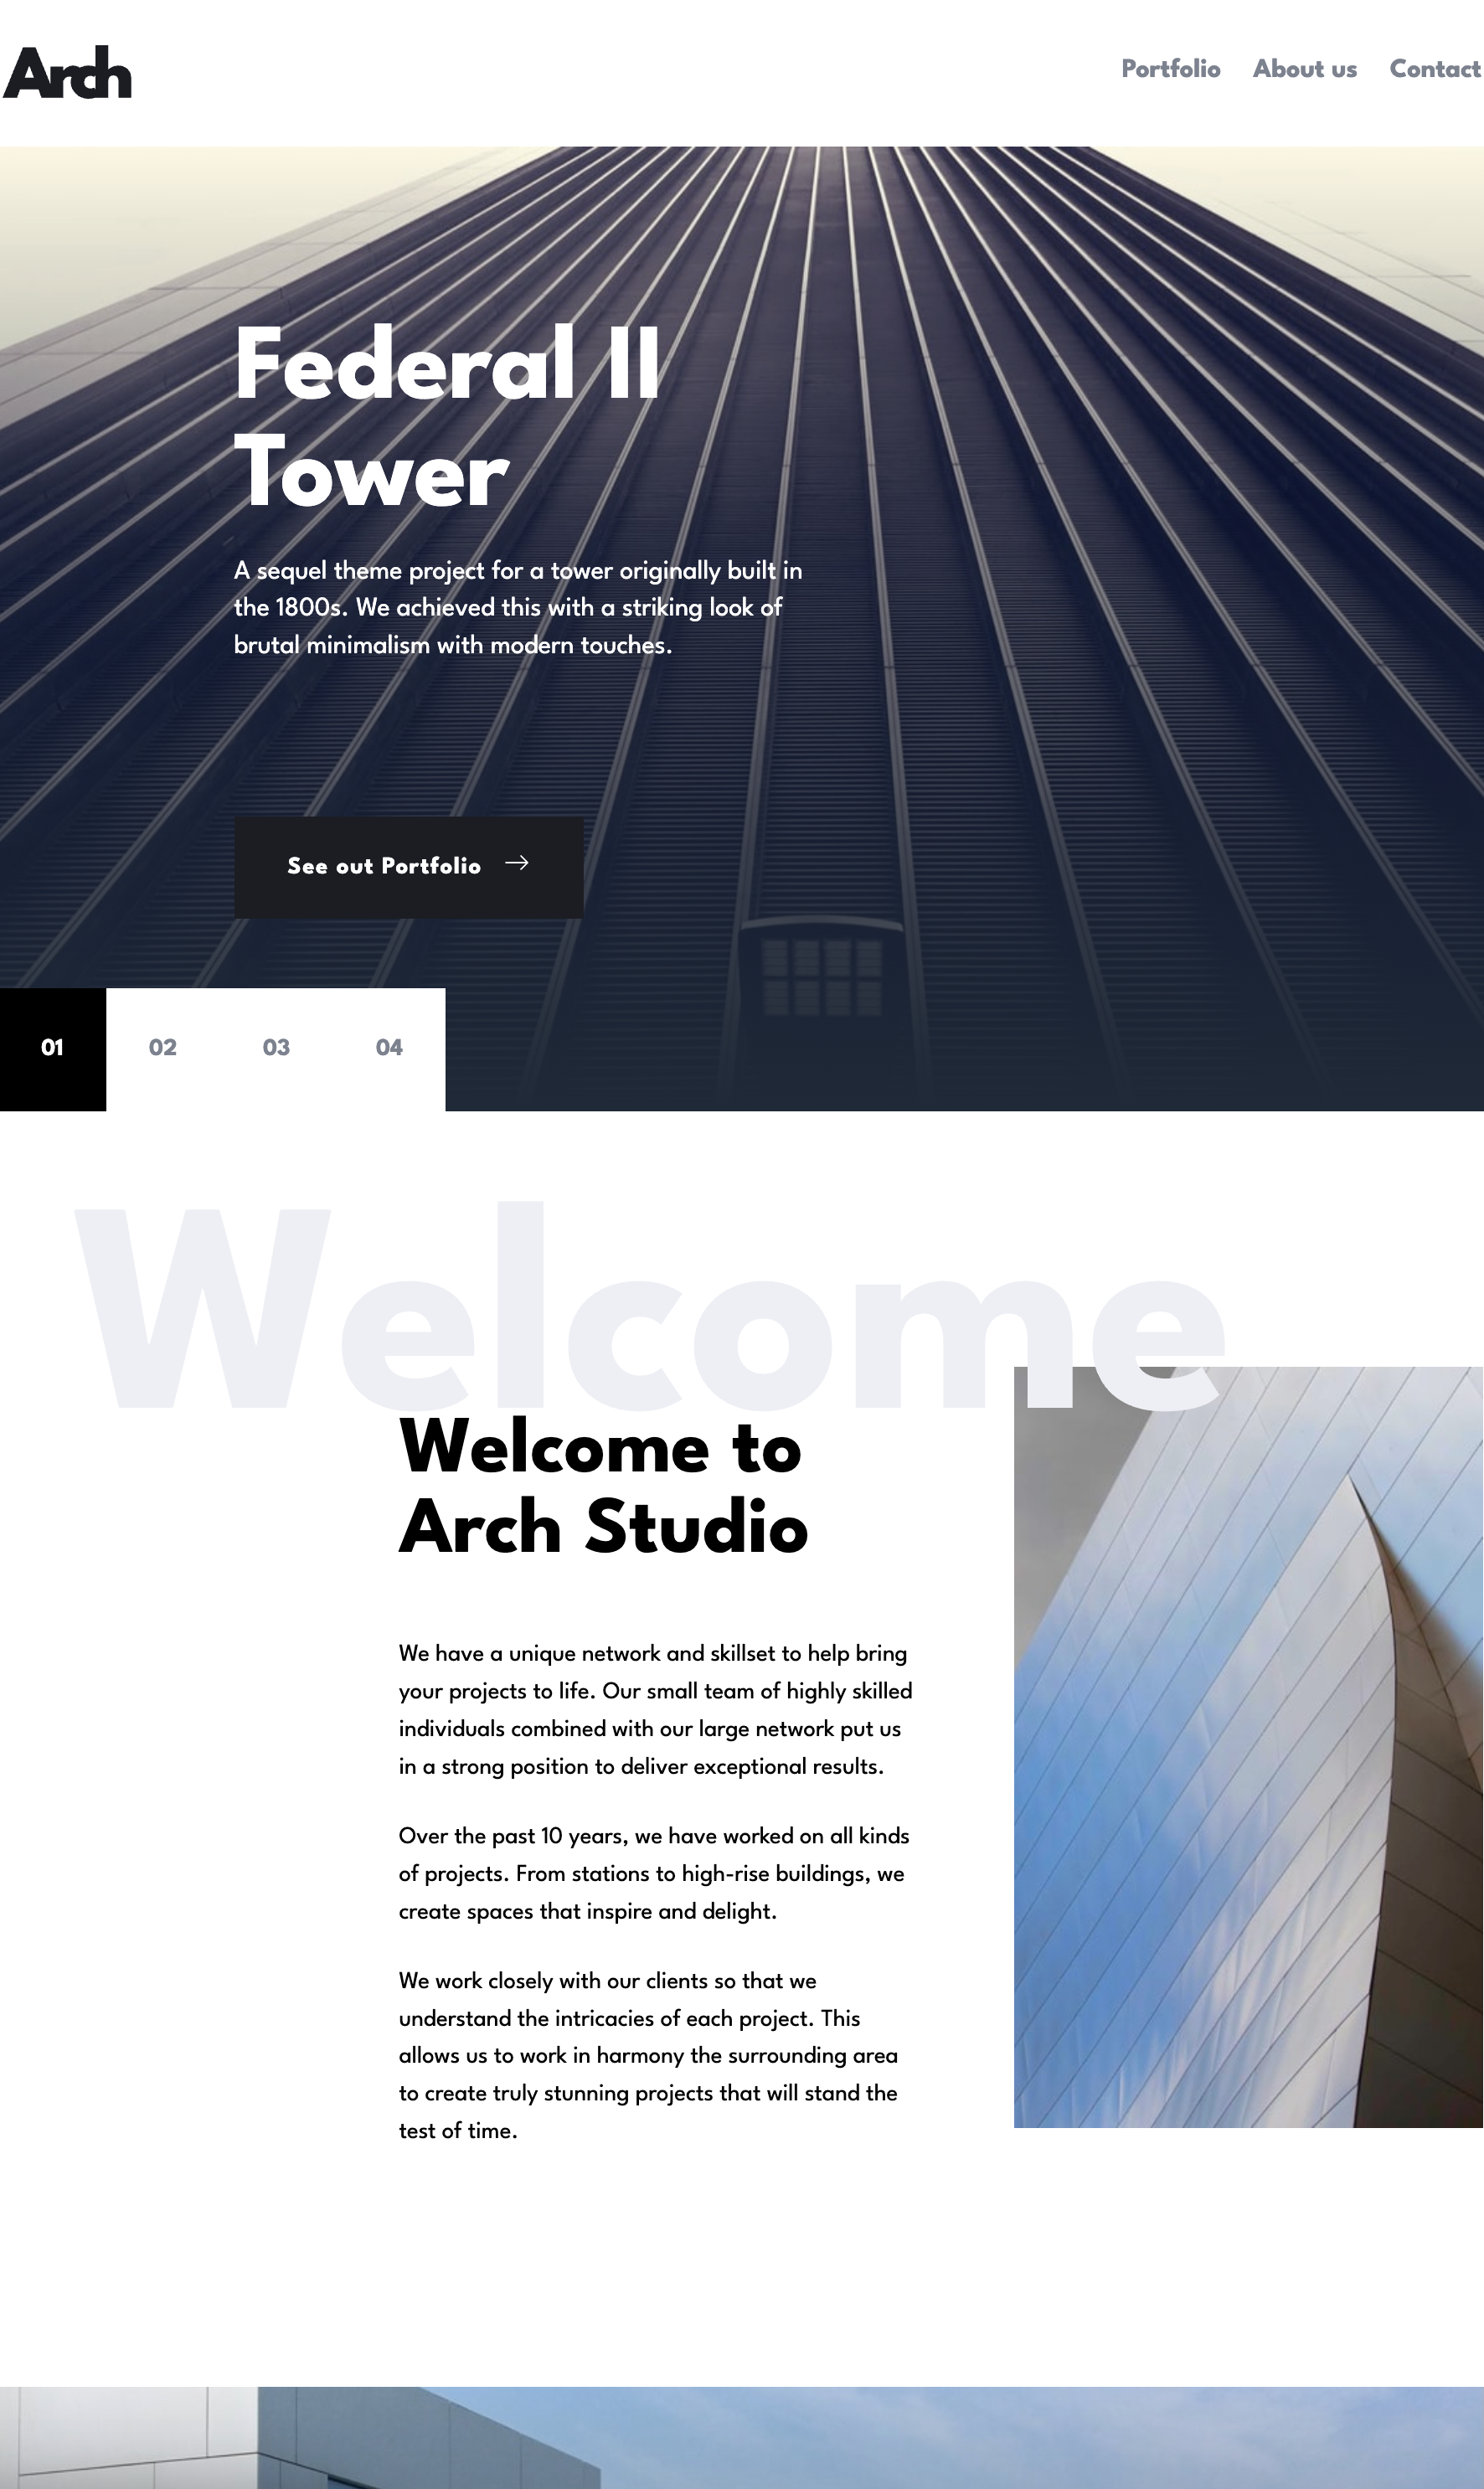 Arch
Portfolio About us Contact
Federal II
Tower
A sequel theme project for a tower originally built in
the 1800s. We achieved this with a striking look of
brutal minimalism with modern touches.
See out Portfolio
01 02 03 04
Welcome
Welcome to
Arch Studio
We have a unique network and skillset to help bring
your projects to life. Our small team of highly skilled
individuals combined with our large network put us
in a strong position to deliver exceptional results.
Over the past 10 years, we have worked on all kinds
of projects. From stations to high-rise buildings, we
create spaces that inspire and delight.
We work closely with our clients so that we
understand the intricacies of each project. This
allows us to work in harmony the surrounding area
to create truly stunning projects that will stand the
test of time.